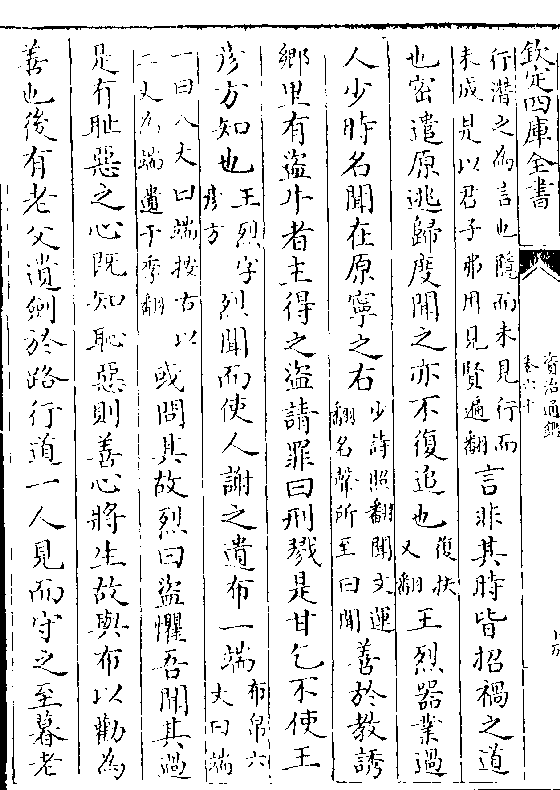 欽定四庫全書
資治通鑑
卷六十
行潛之為言也隱而未見行而
未成是以君子弗用見賢遍翻
言非其時皆招禍之道
也密遣原逃歸度聞之亦不復追也
復扶
又翻
王烈器業過
人少時名聞在原寧之右
少詩照翻聞文運
翻名聲所至曰聞
善於教誘
鄉里有盜牛者主得之盜請罪曰刑戮是甘乞不使王
彥方知也
王烈字
彥方
烈聞而使人謝之遺布一端
布帛六
丈曰端
一曰八丈曰端按古以
二丈為端遺于季翻
或問其故烈曰盜懼吾聞其過
是有恥惡之心既知恥惡則善心將生故與布以勸為
善也後有老父遺劍於路行道一人見而守之至暮老